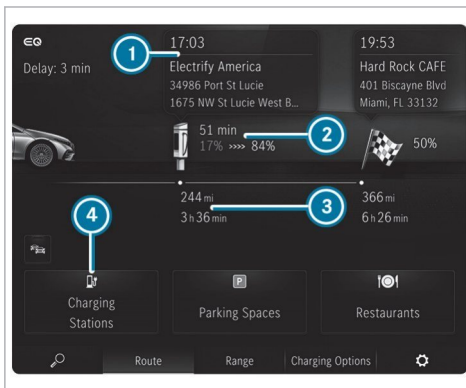 EQ
Delay: 3 min
17:03
Electrify America
34986 Port St Lucie
1675 NW St Lucie West B...
19:53
Hard Rock CAFE
401 Biscayne Blvd
Miami, FL 33132
1
51 min
17% »»» 84%
2
50%
244 mi
3 h 36 min
3
366 mi
6 h 26 min
4
Charging
Stations
P
Parking Spaces
Restaurants
Route
Range
Charging Options